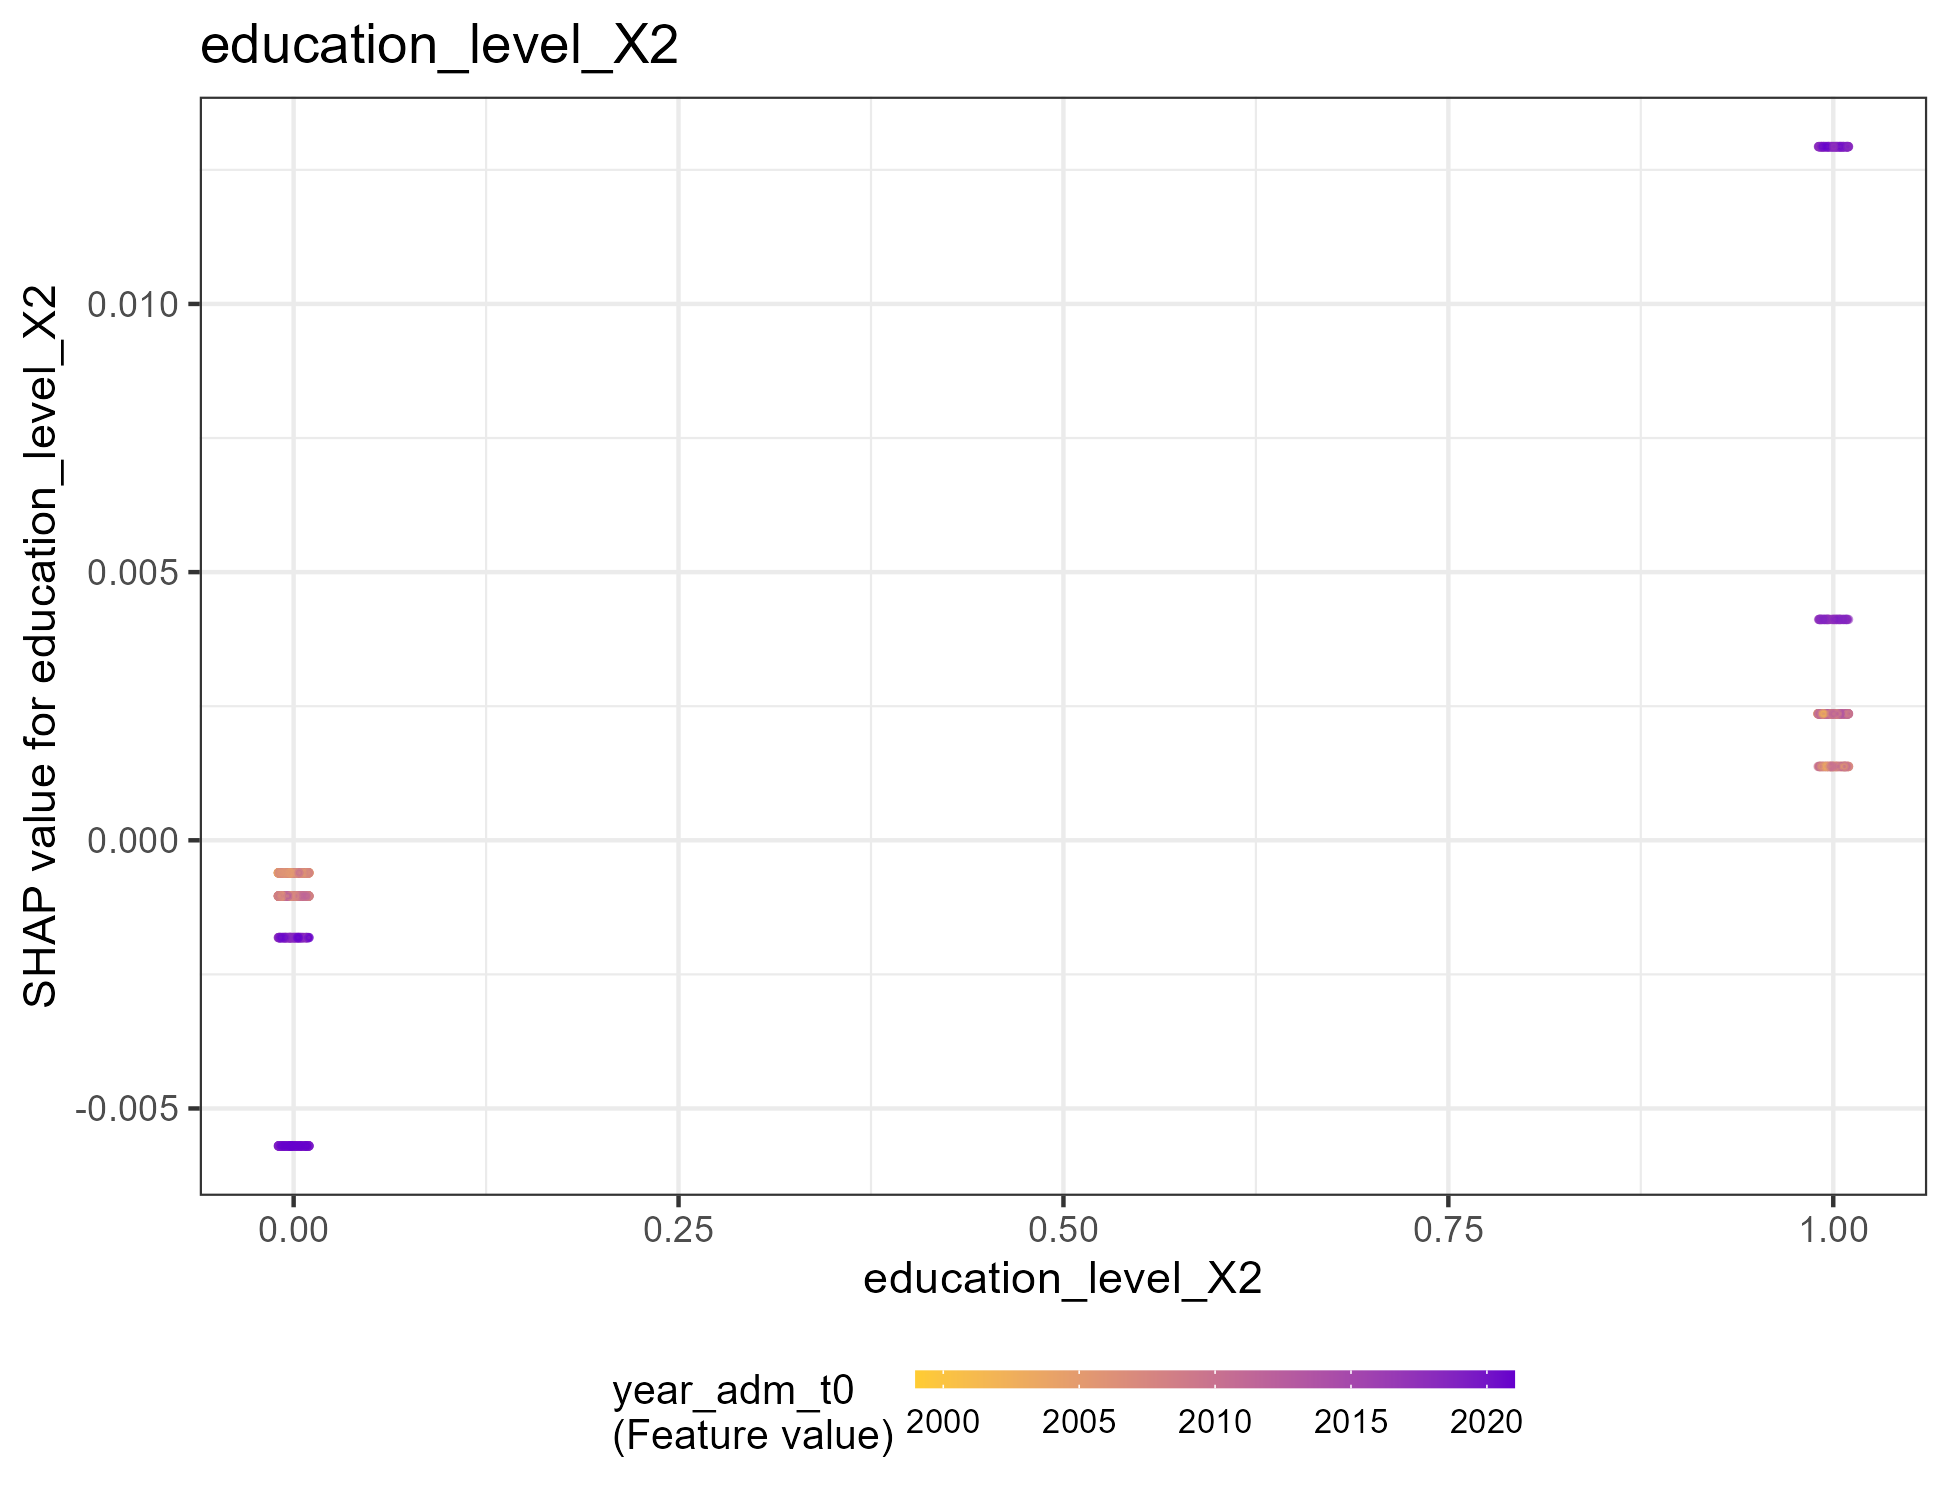 education_level_X2
SHAP value for education_level_X2
0.010
0.005
0.000
-0.005
0.00 0.25 0.50 0.75 1.00
education_level_X2
year_adm_t0
(Feature value)
2000 2005 2010 2015 2020